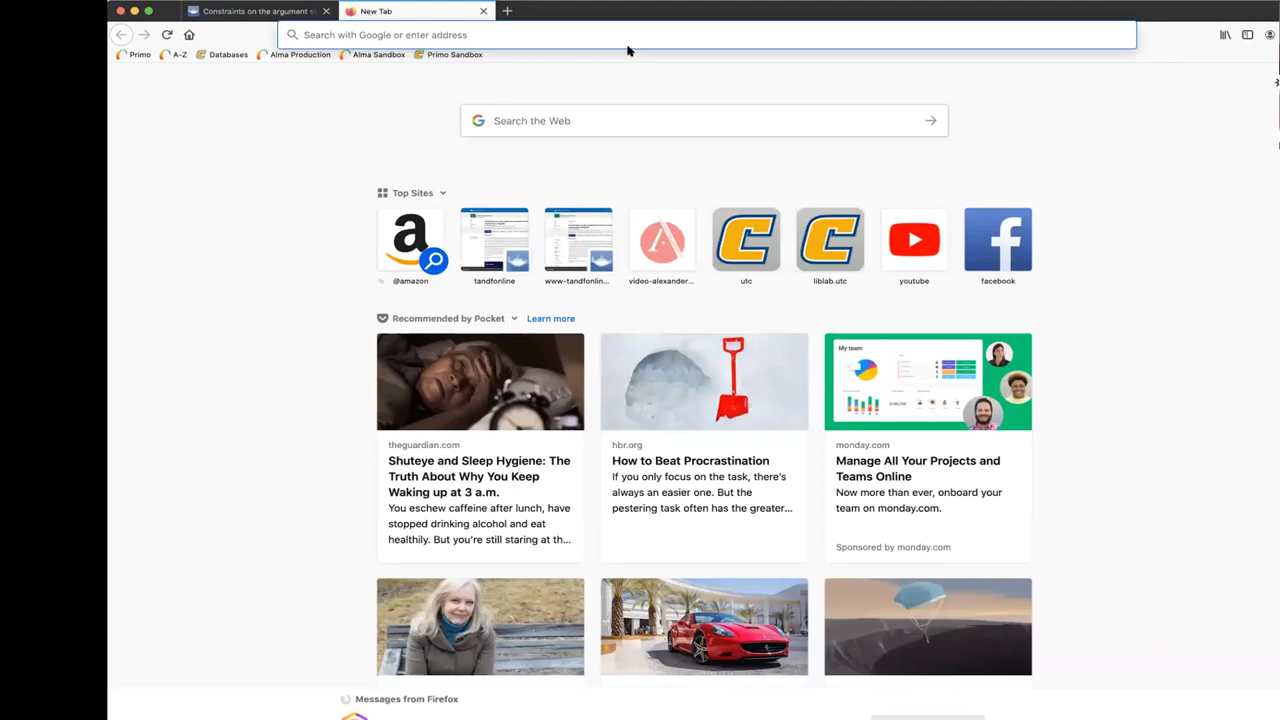 Constraints on the argument st
New Tab
Search with Google or enter address
Primo
A-Z
Databases
Alma Production
Alma Sandbox
Primo Sandbox
Search the Web
Top Sites
@amazon
tandfonline
www-tandfonlin...
video-alexander...
utc
liblab.utc
youtube
facebook
Recommended by Pocket
Learn more
theguardian.com
Shuteye and Sleep Hygiene: The
Truth About Why You Keep
Waking up at 3 a.m.
You eschew caffeine after lunch, have
stopped drinking alcohol and eat
healthily. But you're still staring at th...
hbr.org
How to Beat Procrastination
If you only focus on the task, there's
always an easier one. But the
pestering task often has the greater...
My team
monday.com
Manage All Your Projects and
Teams Online
Now more than ever, onboard your
team on monday.com.
Sponsored by monday.com
Messages from Firefox